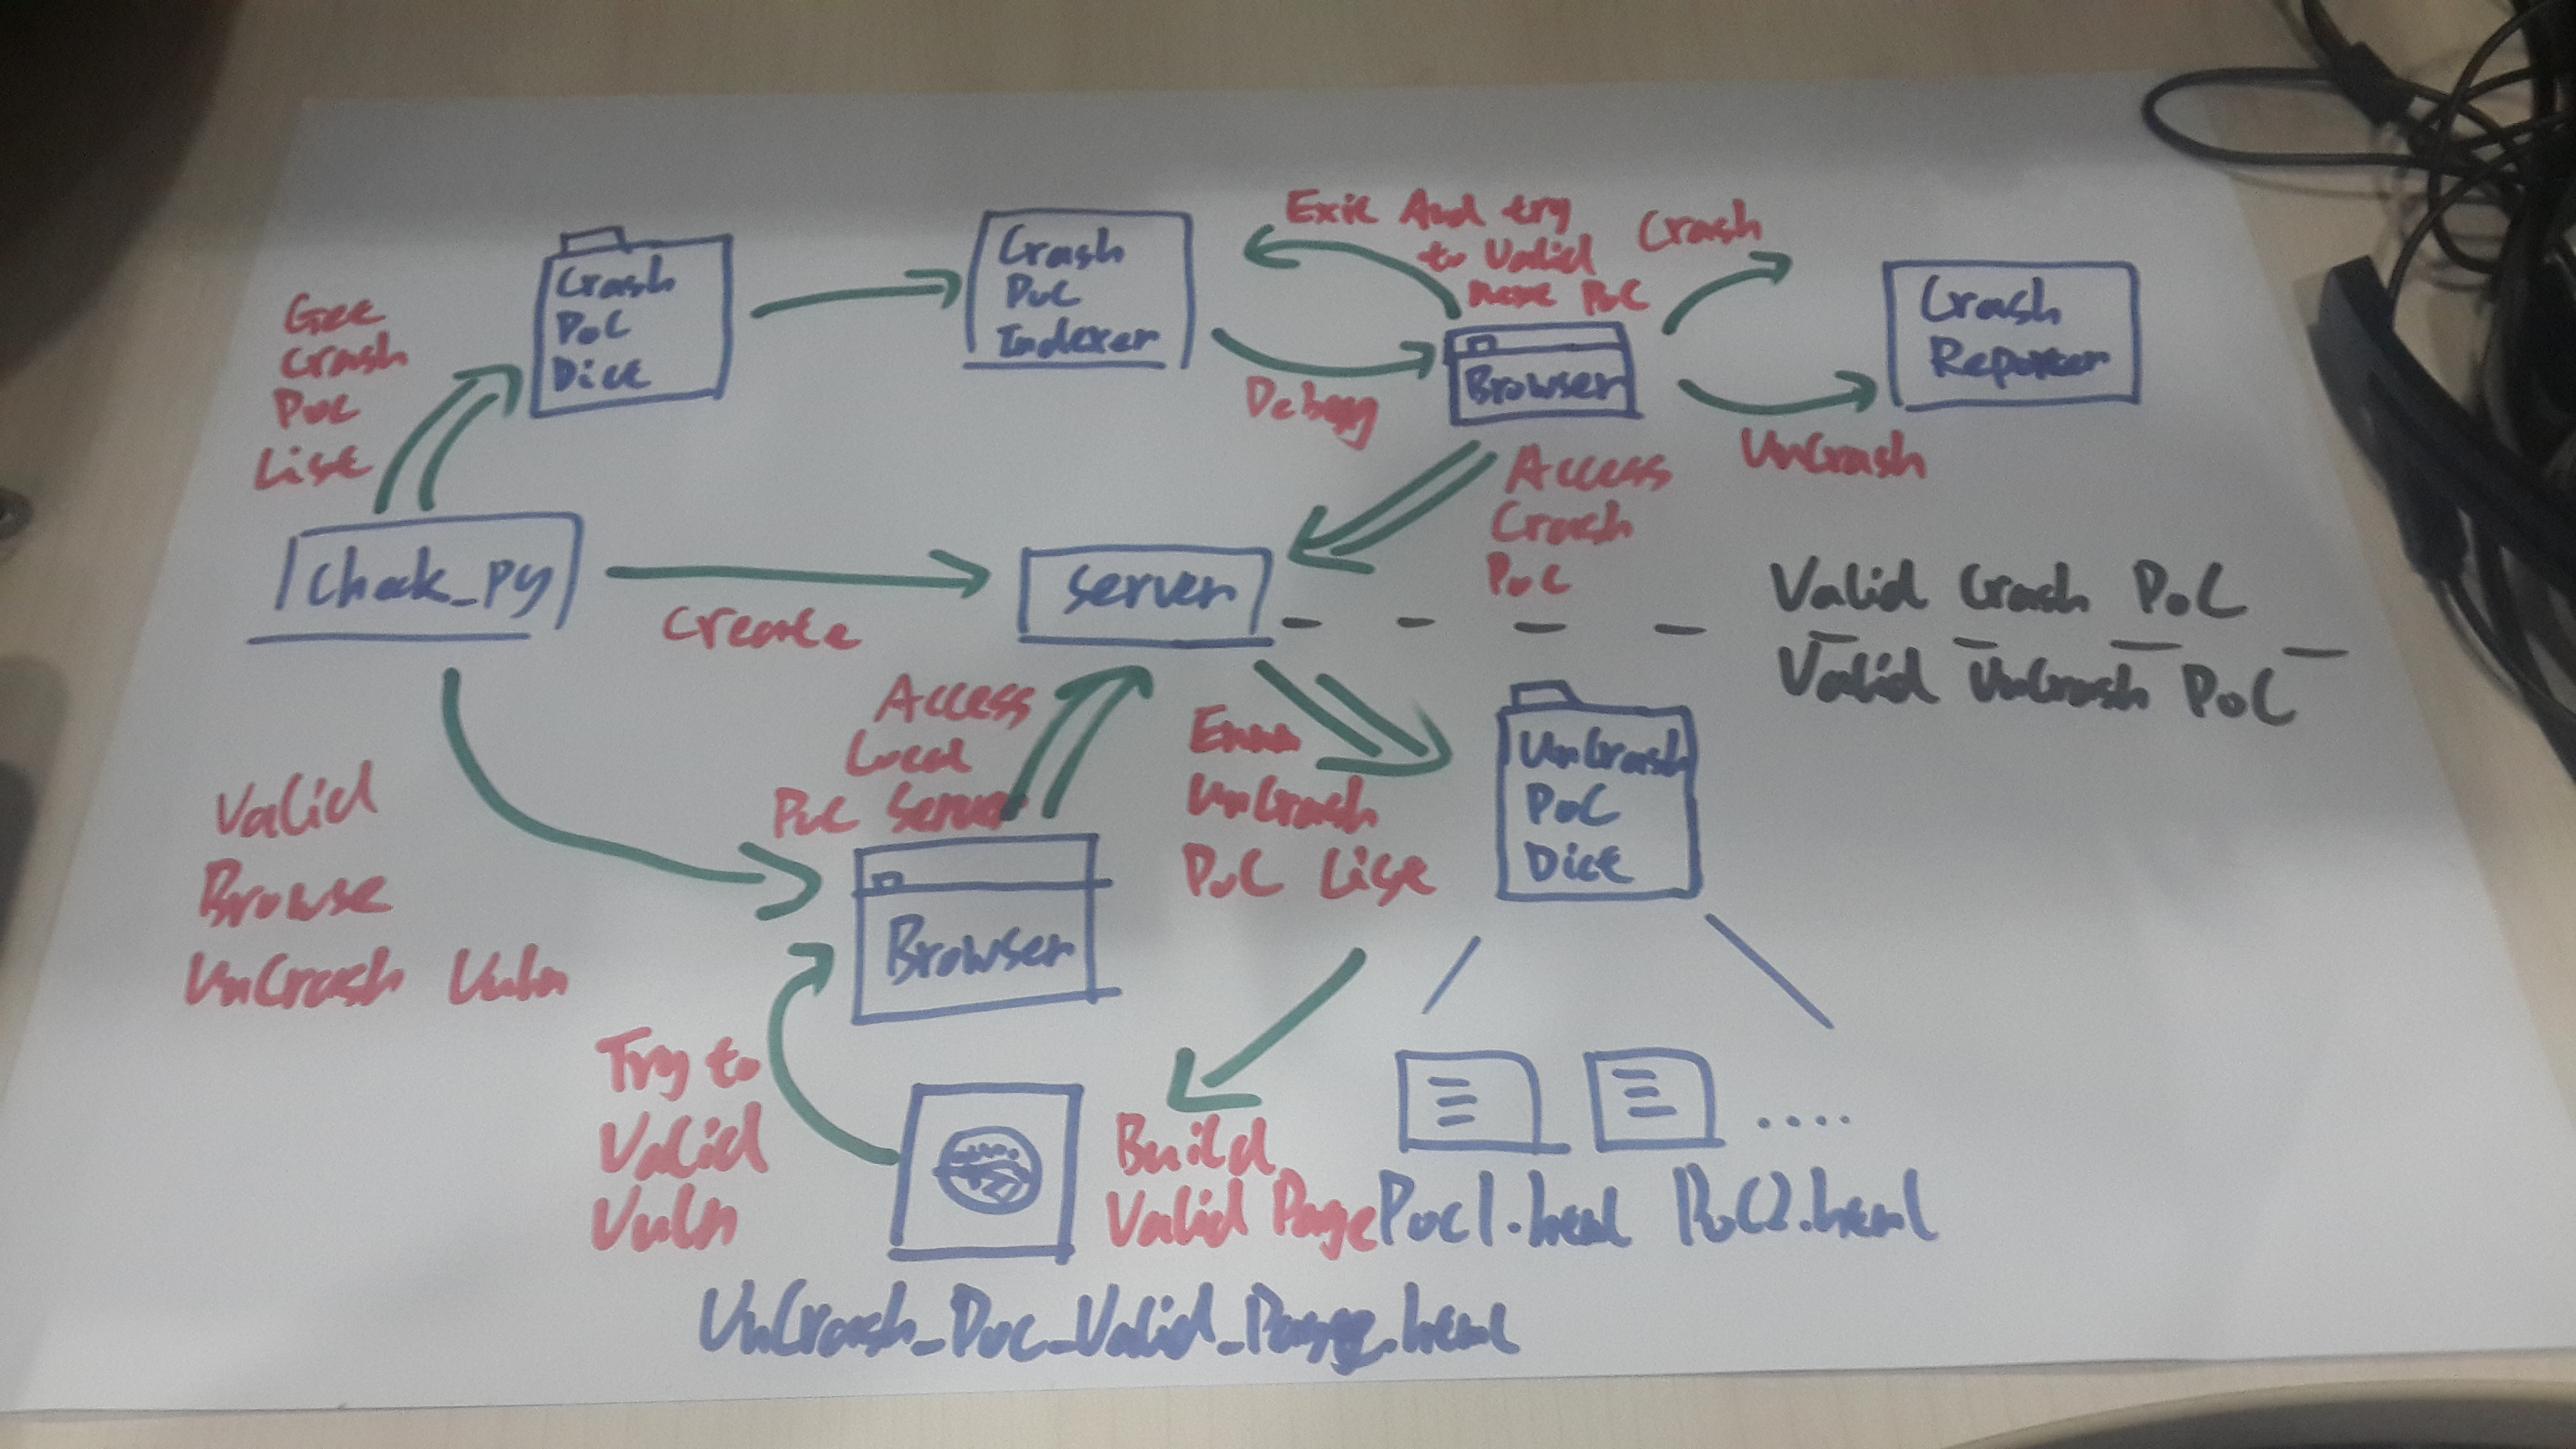 Get
Crash
PoC
List
Crash
PoC
Dict
Crash
PoC
Indexer
Exit And try
to Valid
next PoC
Crash
Debug
Browser
Crash
Reporter
UnCrash
Access
Crash
PoC
Check_py
Create
Server
Valid Crash PoC
Valid UnCrash PoC
Valid
Browse
UnCrash Vuln
Access
Local
PoC Server
Enum
UnCrash
PoC List
UnCrash
PoC
Dict
Browser
Try to
Valid
Vuln
Build
Valid Page
Poc1.html PoC2.html
.....
UnCrash_Poc_Valid_Page.html